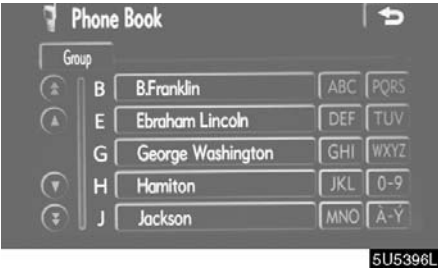 Phone Book
Group
B B.Franklin ABC PQRS
E Ebraham Lincoln DEF TUV
G George Washington GHI WXYZ
H Hamiton JKL 0-9
J Jackson MNO À-Ý
5U5396L